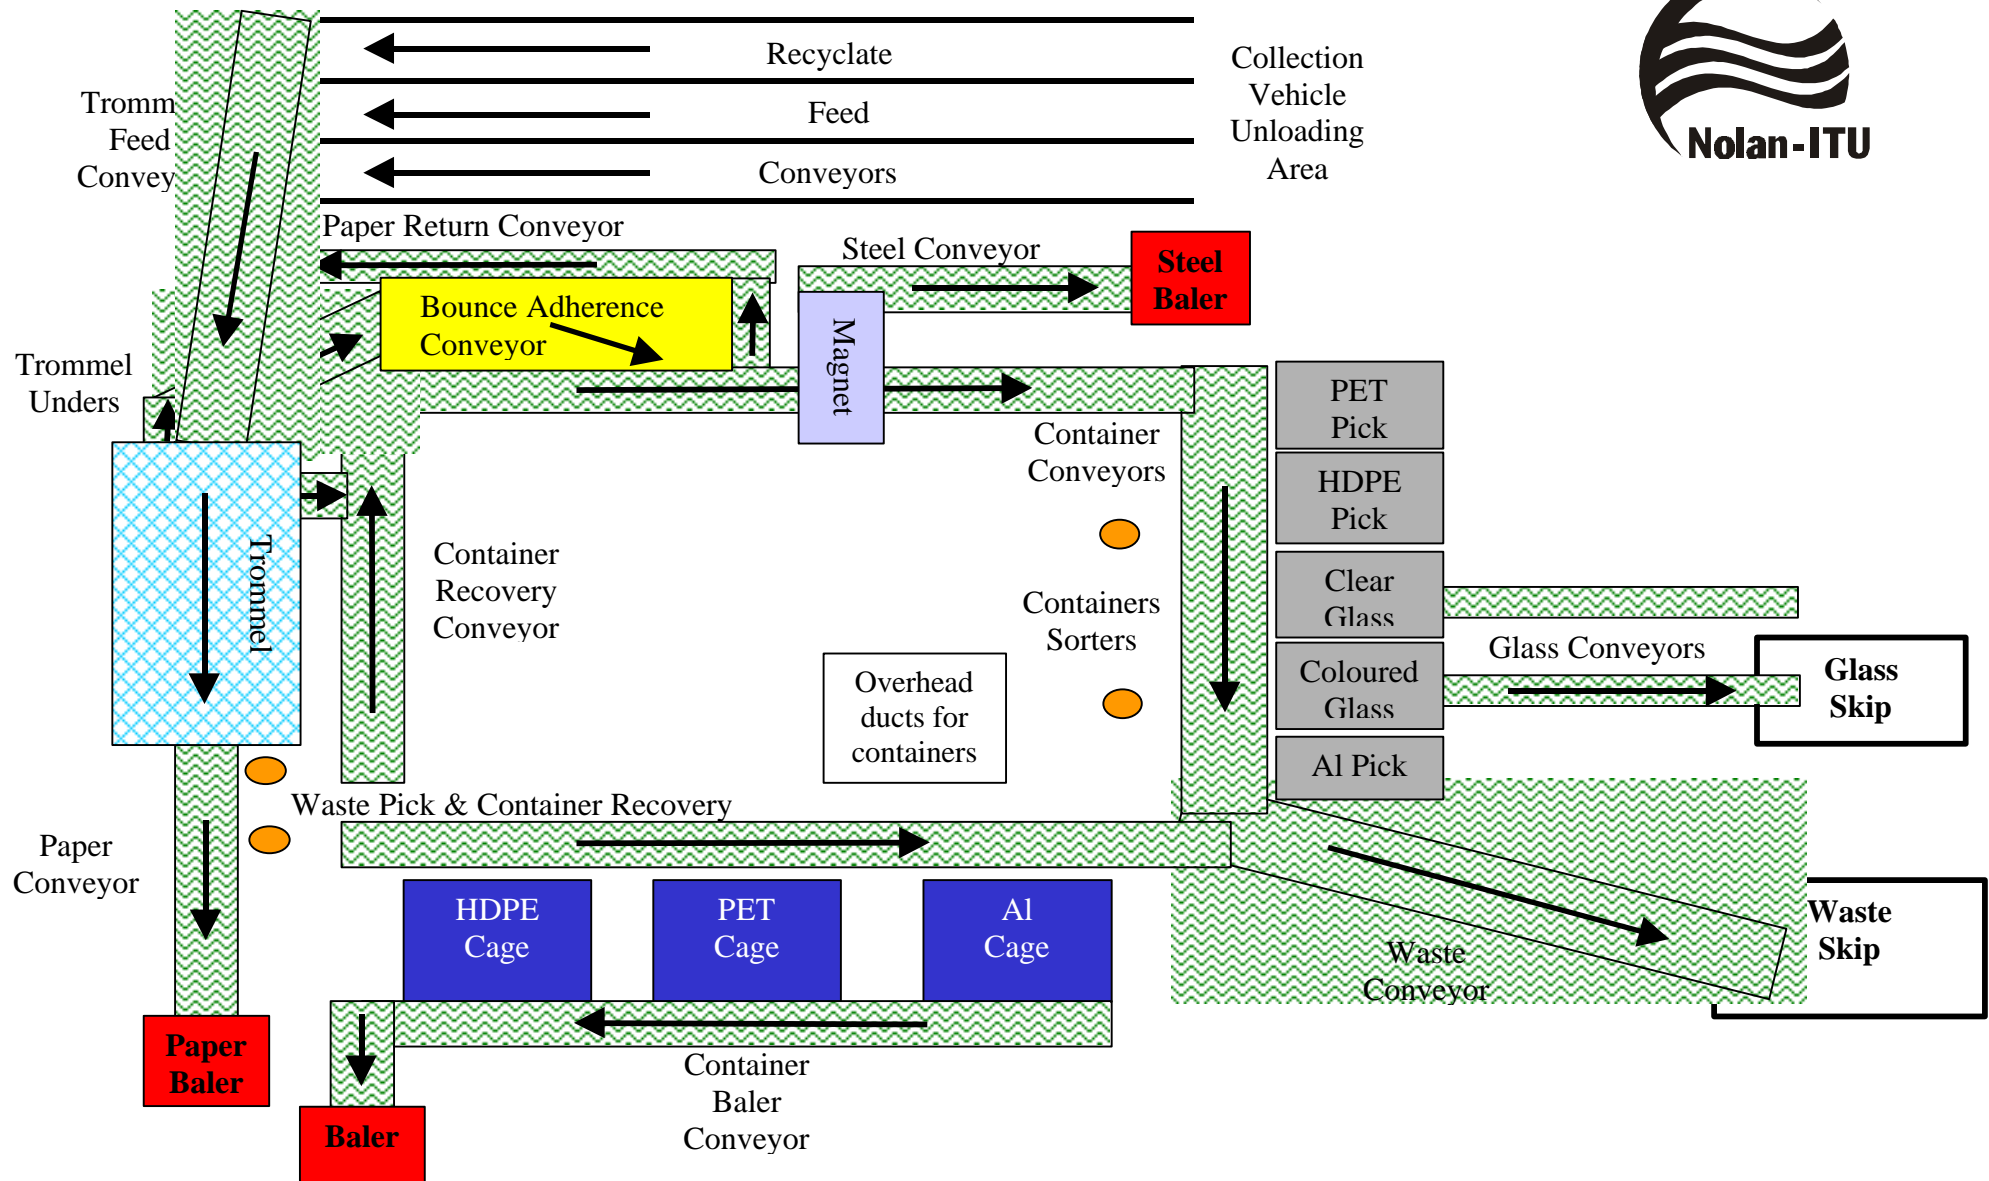 Recyclate
Feed
Conveyors
Collection
Vehicle
Unloading
Area
Nolan-ITU
Tromm
Feed
Convey
Paper Return Conveyor
Steel Conveyor
Steel
Baler
Bounce Adherence
Conveyor
Magnet
Trommel
Unders
PET
Pick
HDPE
Pick
Clear
Glass
Coloured
Glass
Al Pick
Container
Conveyors
Containers
Sorters
Trommel
Container
Recovery
Conveyor
Overhead
ducts for
containers
Glass Conveyors
Glass
Skip
Waste Pick & Container Recovery
Paper
Conveyor
HDPE
Cage
PET
Cage
Al
Cage
Waste
Conveyor
Waste
Skip
Paper
Baler
Baler
Container
Baler
Conveyor